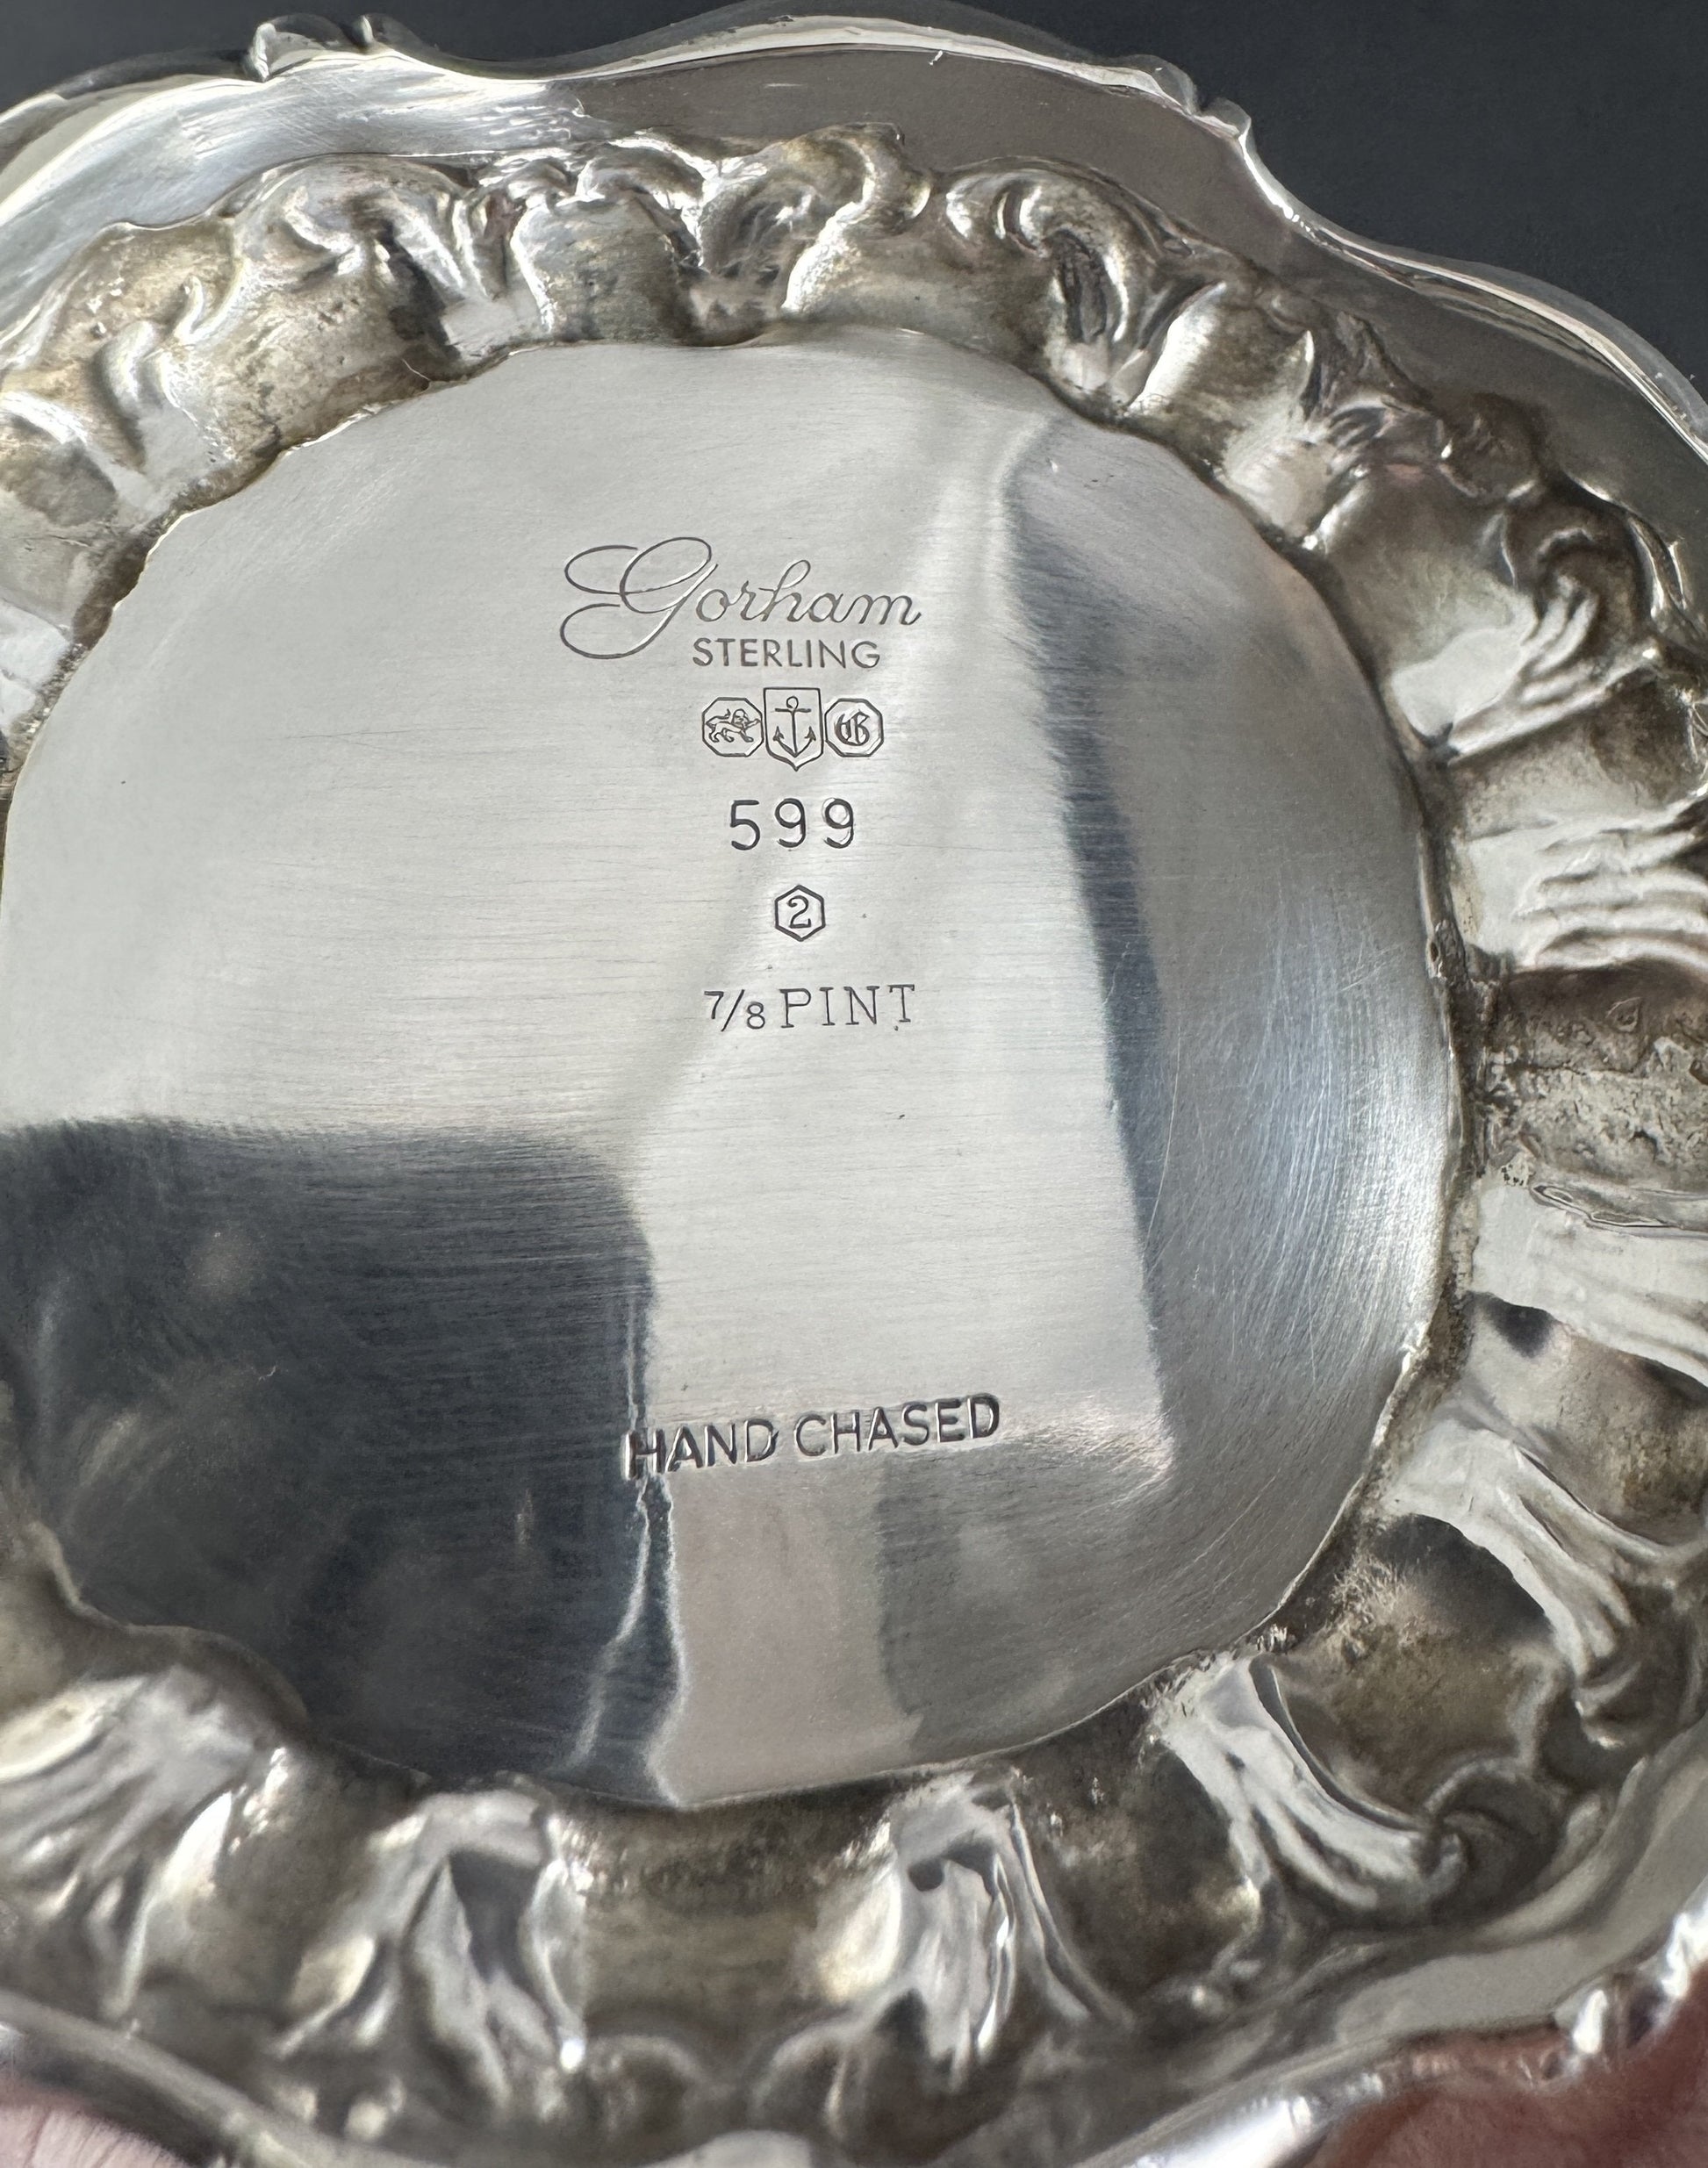 Gorham
STERLING
G
599
2
7/8 PINT
HAND CHASED